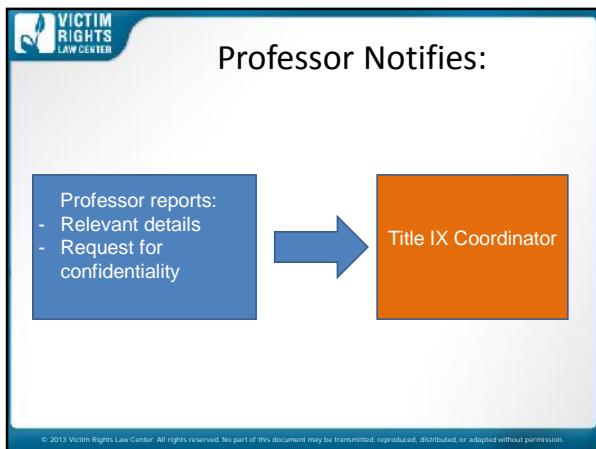 VICTIM
RIGHTS
LAW CENTER
Professor Notifies:
Professor reports:
- Relevant details
- Request for
confidentiality
Title IX Coordinator
© 2013 Victim Rights Law Center. All rights reserved. No part of this document may be transmitted, reproduced, distributed, or adapted without permission.